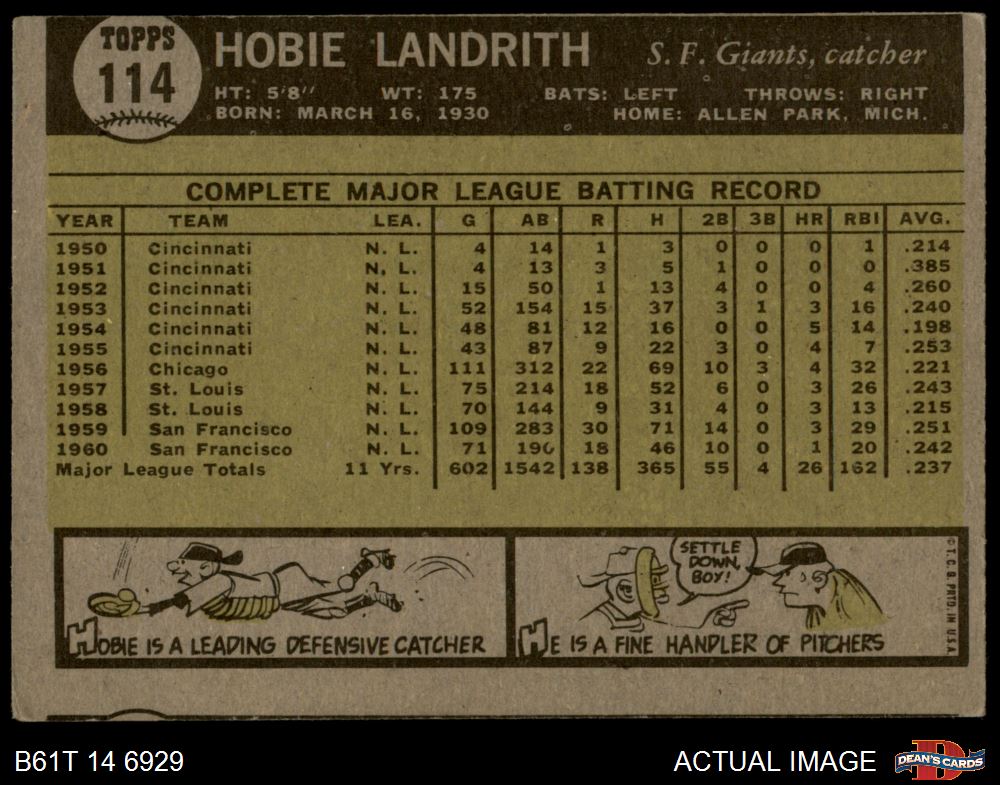 TOPPS
114
HOBIE LANDRITH S. F. Giants, catcher
HT: 5'8" WT: 175 BATS: LEFT THROWS: RIGHT
BORN: MARCH 16, 1930 HOME: ALLEN PARK, MICH.
COMPLETE MAJOR LEAGUE BATTING RECORD
YEAR TEAM LEA. G AB R H 2B 3B HR RBI AVG.
1950 Cincinnati N. L. 4 14 1 3 0 0 0 1 .214
1951 Cincinnati N. L. 4 13 3 5 1 0 0 0 .385
1952 Cincinnati N. L. 15 50 1 13 4 0 0 4 .260
1953 Cincinnati N. L. 52 154 15 37 3 1 3 16 .240
1954 Cincinnati N. L. 48 81 12 16 0 0 5 14 .198
1955 Cincinnati N. L. 43 87 9 22 3 0 4 7 .253
1956 Chicago N. L. 111 312 22 69 10 3 4 32 .221
1957 St. Louis N. L. 75 214 18 52 6 0 3 26 .243
1958 St. Louis N. L. 70 144 9 31 4 0 3 13 .215
1959 San Francisco N. L. 109 283 30 71 14 0 3 29 .251
1960 San Francisco N. L. 71 190 18 46 10 0 1 20 .242
Major League Totals 11 Yrs. 602 1542 138 365 55 4 26 162 .237
SETTLE
DOWN,
BOY!
HOBIE IS A LEADING DEFENSIVE CATCHER
HE IS A FINE HANDLER OF PITCHERS
© T. C. G. PRTD. IN U.S.A.
B61T 14 6929 ACTUAL IMAGE
DEAN'S CARDS